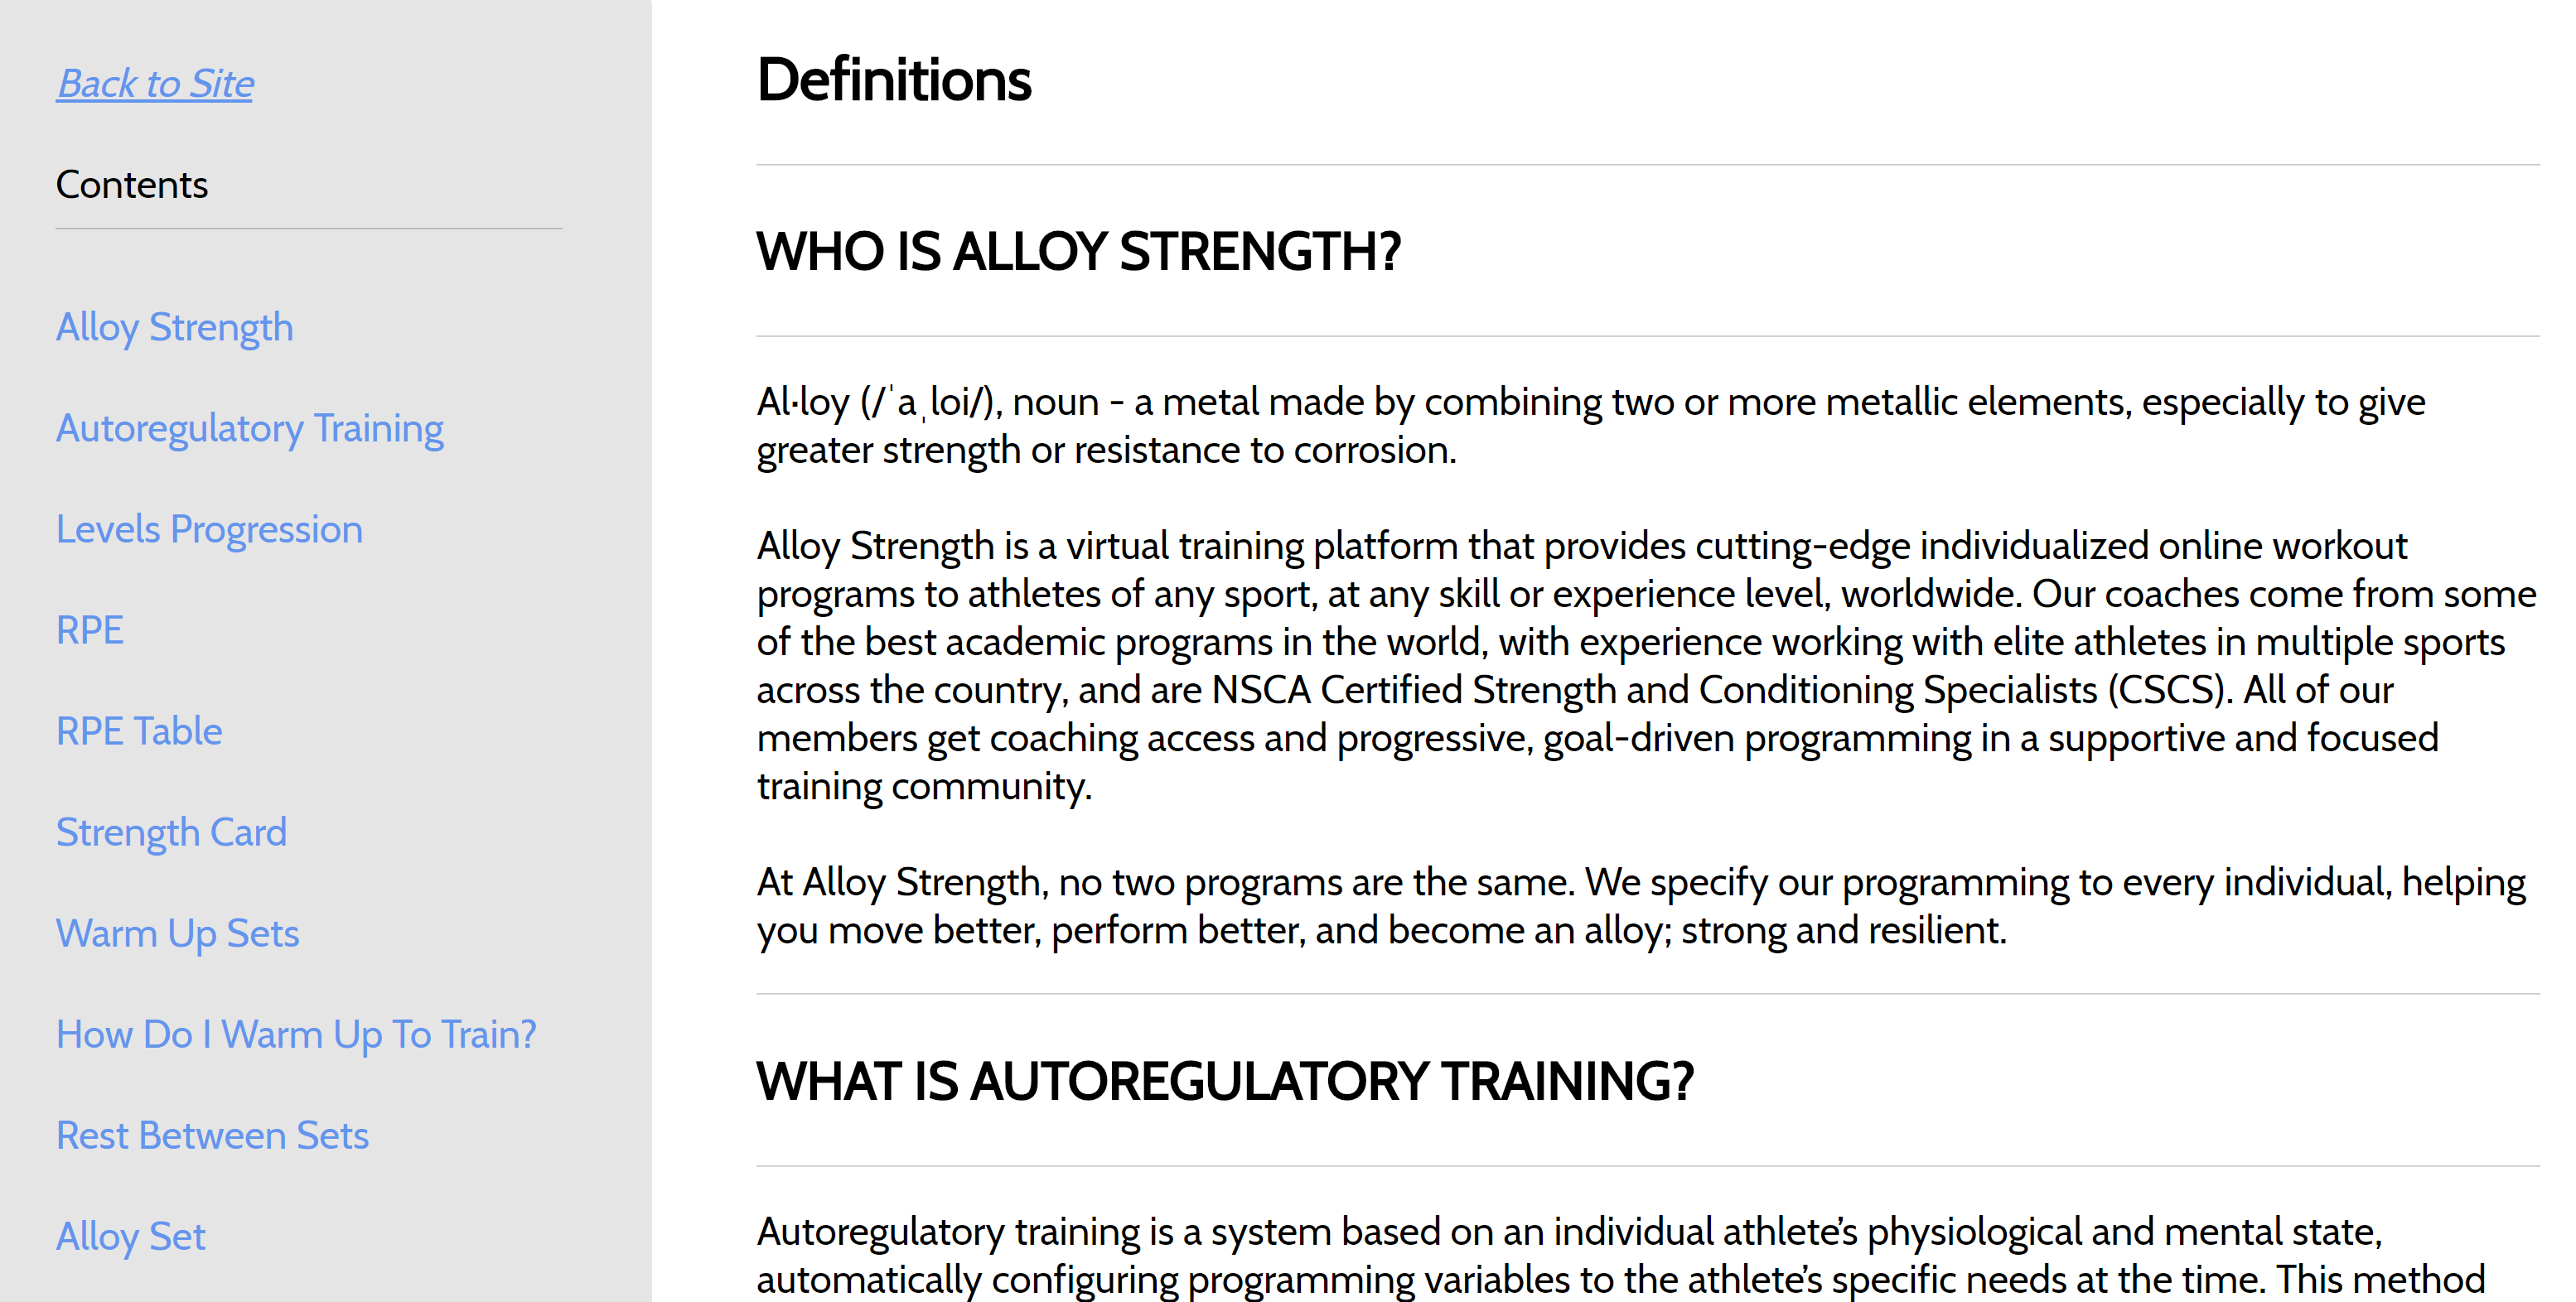 Back to Site
Contents
Alloy Strength
Autoregulatory Training
Levels Progression
RPE
RPE Table
Strength Card
Warm Up Sets
How Do I Warm Up To Train?
Rest Between Sets
Alloy Set
Definitions
WHO IS ALLOY STRENGTH?
Al·loy (/ˈaˌloi/), noun - a metal made by combining two or more metallic elements, especially to give
greater strength or resistance to corrosion.
Alloy Strength is a virtual training platform that provides cutting-edge individualized online workout
programs to athletes of any sport, at any skill or experience level, worldwide. Our coaches come from some
of the best academic programs in the world, with experience working with elite athletes in multiple sports
across the country, and are NSCA Certified Strength and Conditioning Specialists (CSCS). All of our
members get coaching access and progressive, goal-driven programming in a supportive and focused
training community.
At Alloy Strength, no two programs are the same. We specify our programming to every individual, helping
you move better, perform better, and become an alloy; strong and resilient.
WHAT IS AUTOREGULATORY TRAINING?
Autoregulatory training is a system based on an individual athlete’s physiological and mental state,
automatically configuring programming variables to the athlete’s specific needs at the time. This method